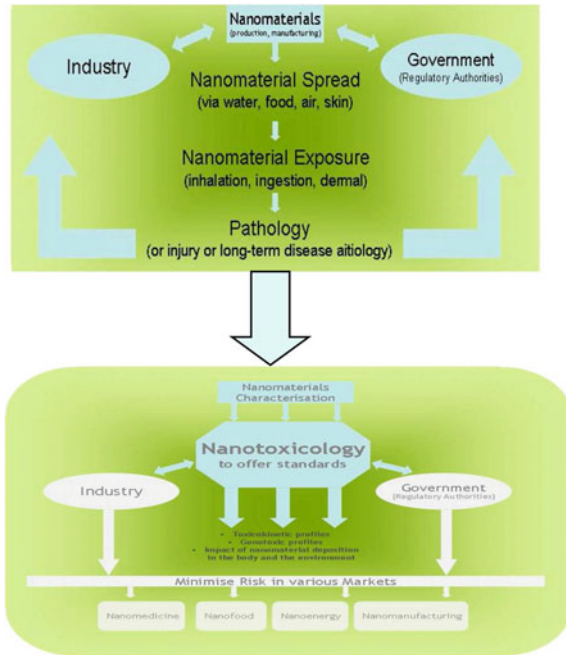 Nanomaterials
(production, manufacturing)
Industry
Government
(Regulatory Authorities)
Nanomaterial Spread
(via water, food, air, skin)
Nanomaterial Exposure
(inhalation, ingestion, dermal)
Pathology
(or injury or long-term disease aitiology)
Nanomaterials
Characterisation
Nanotoxicology
to offer standards
Industry
Government
(Regulatory Authorities)
• Toxicokinetic profiles
• Genotoxic profiles
• Impact of nanomaterial deposition
in the body and the environment
Minimise Risk in various Markets
Nanomedicine
Nanofood
Nanoenergy
Nanomanufacturing